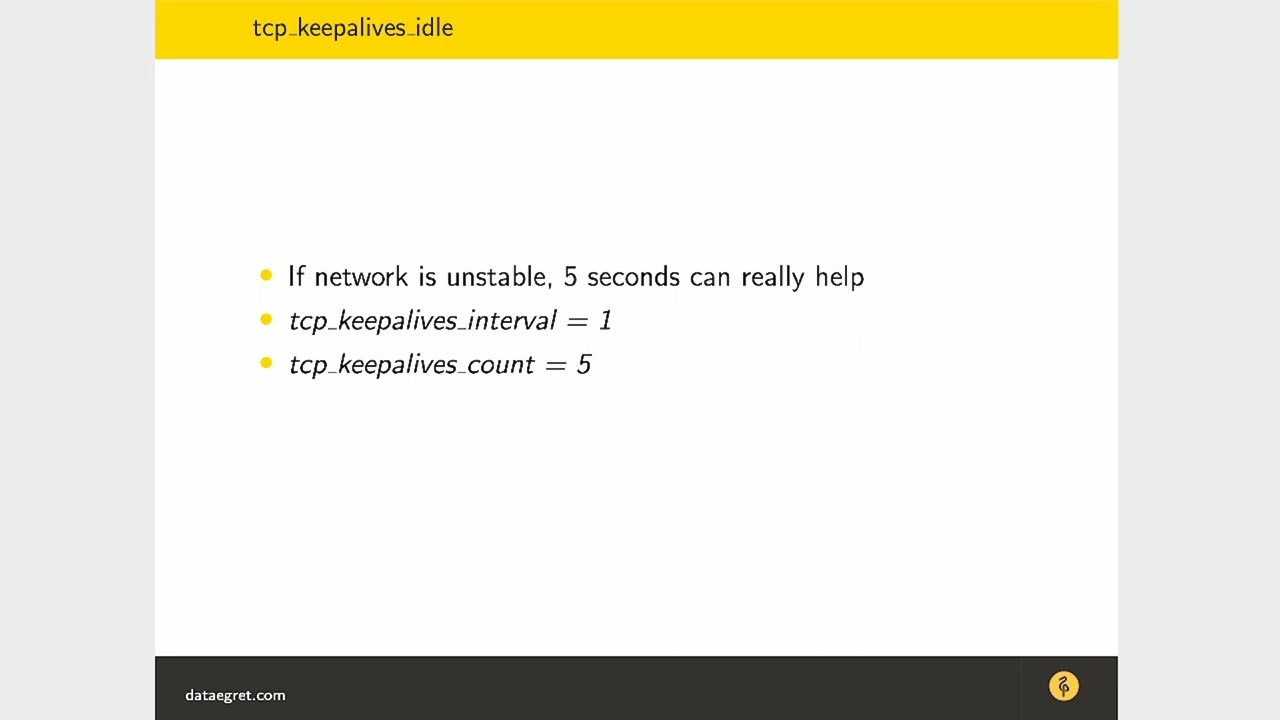 tcp_keepalives_idle
If network is unstable, 5 seconds can really help
tcp_keepalives_interval = 1
tcp_keepalives_count = 5
dataegret.com